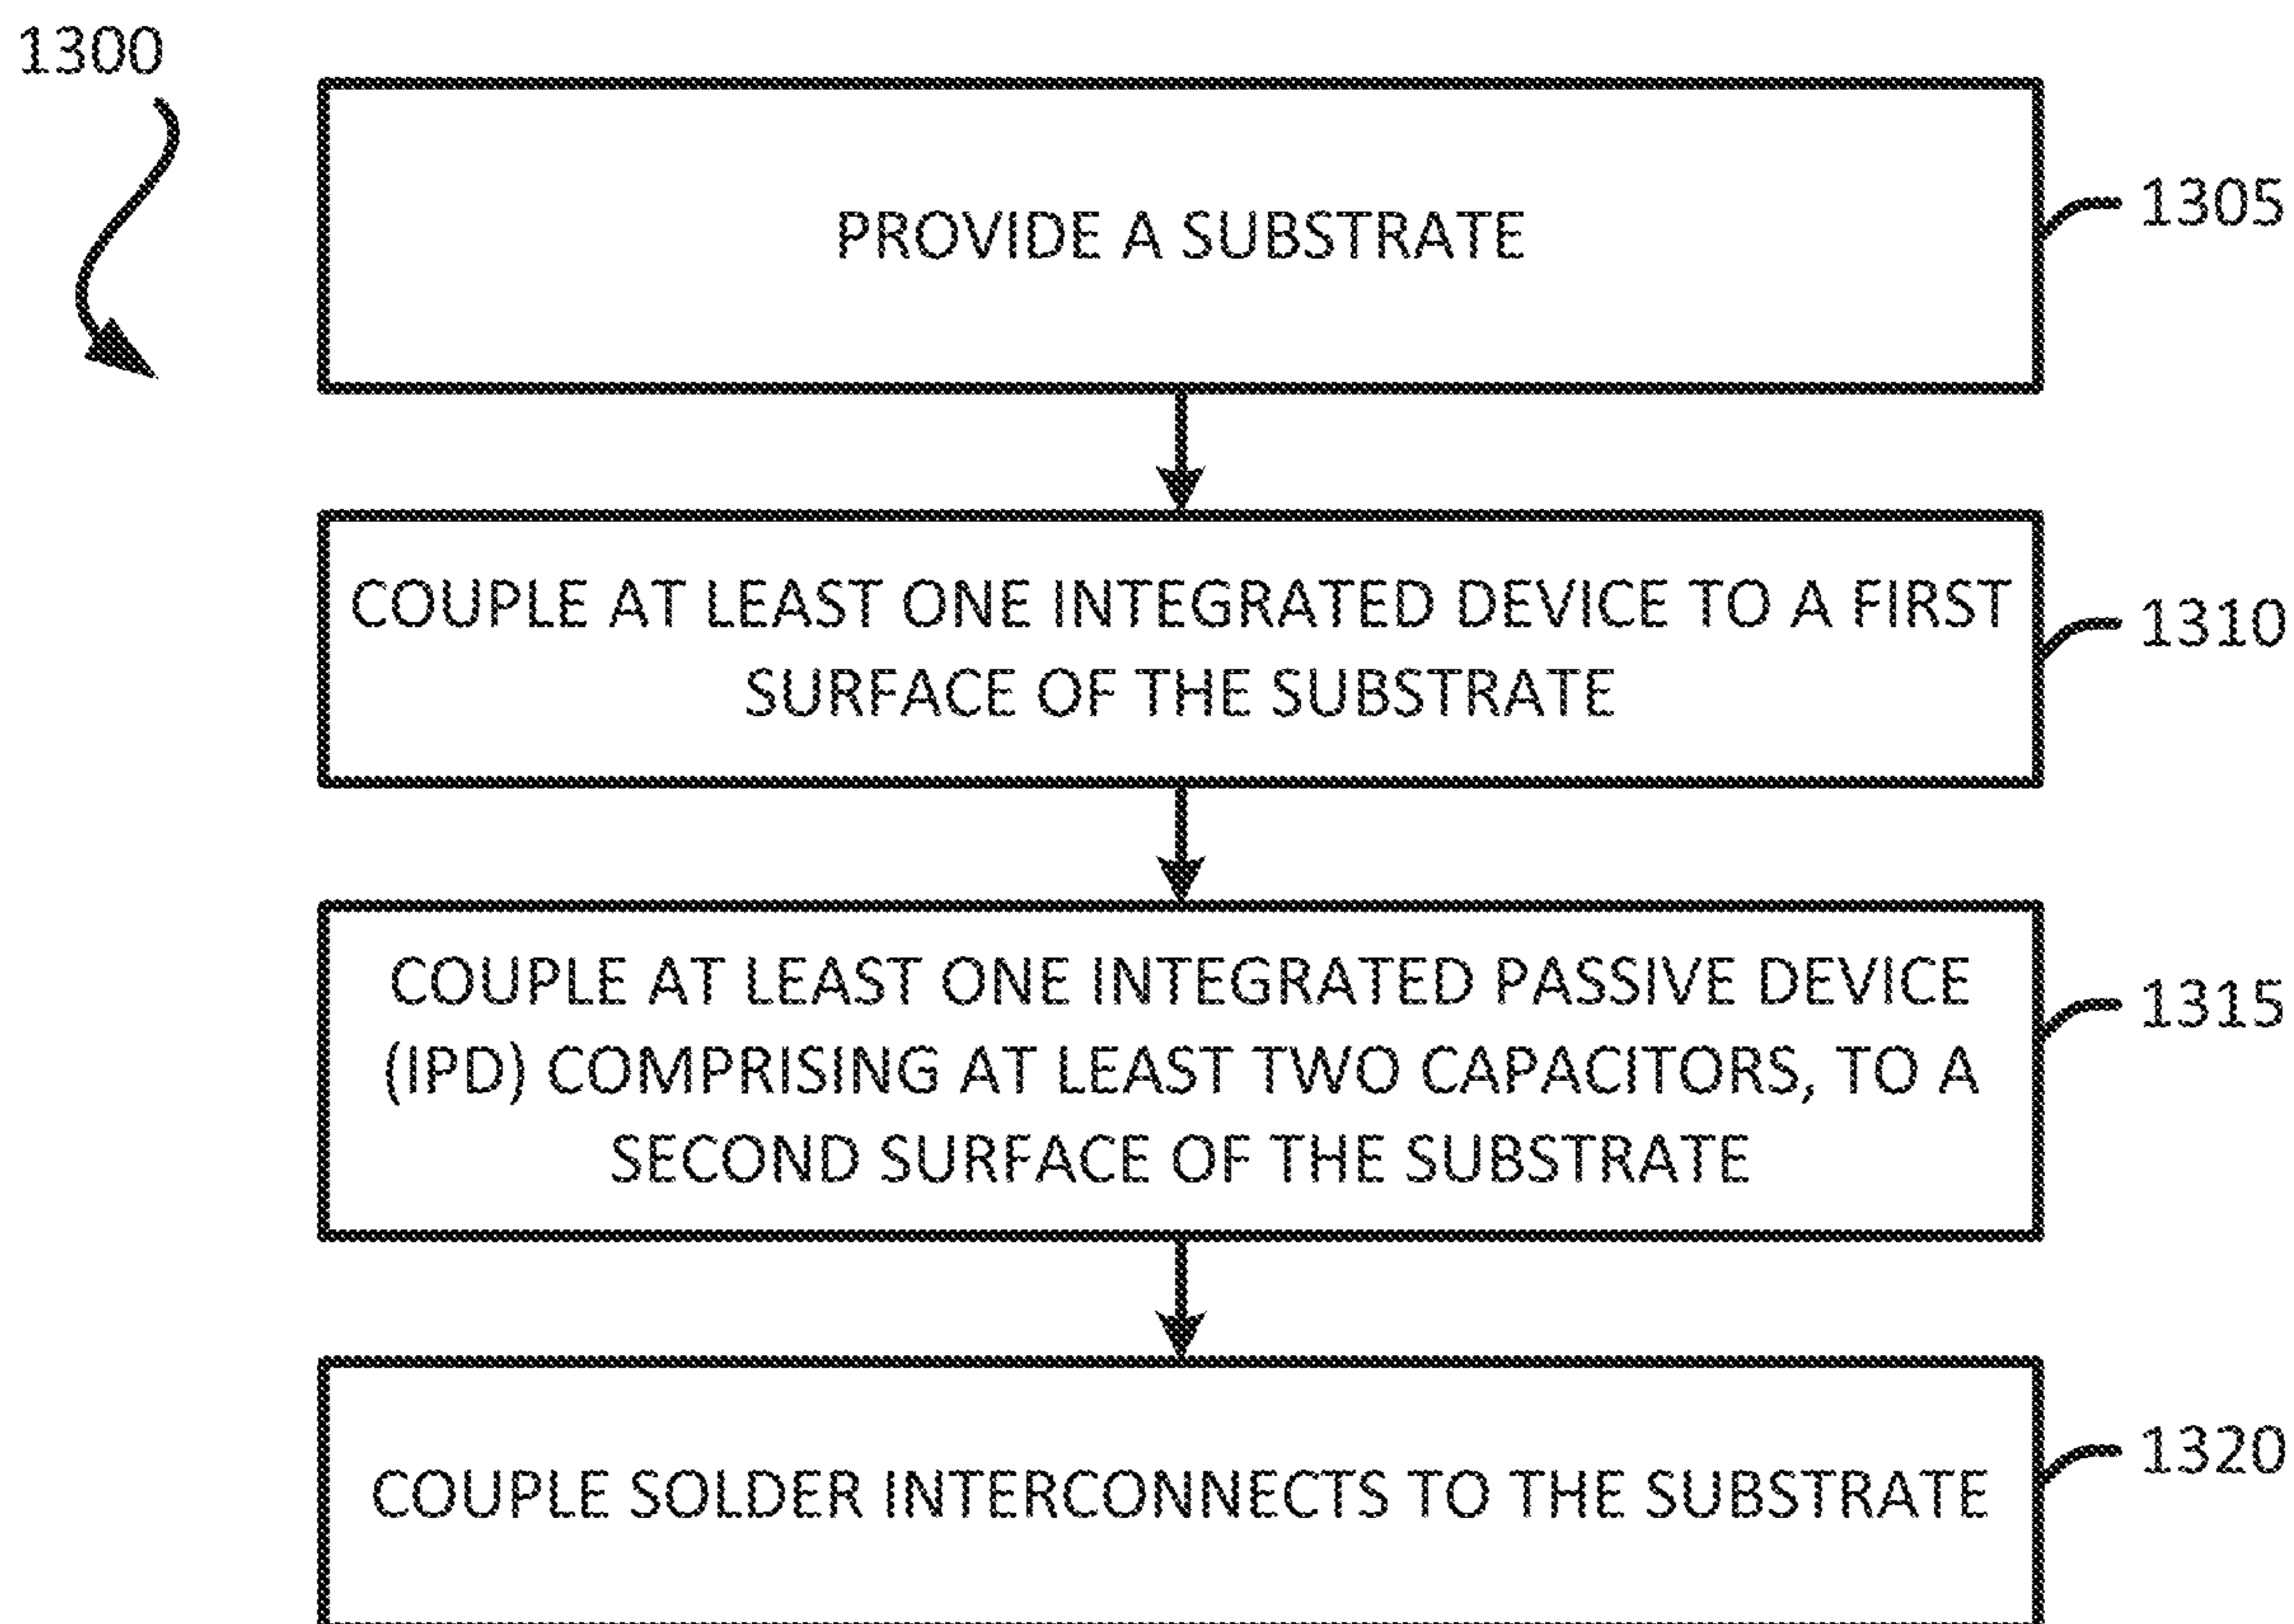 1300
PROVIDE A SUBSTRATE
1305
COUPLE AT LEAST ONE INTEGRATED DEVICE TO A FIRST
SURFACE OF THE SUBSTRATE
1310
COUPLE AT LEAST ONE INTEGRATED PASSIVE DEVICE
(IPD) COMPRISING AT LEAST TWO CAPACITORS, TO A
SECOND SURFACE OF THE SUBSTRATE
1315
COUPLE SOLDER INTERCONNECTS TO THE SUBSTRATE
1320